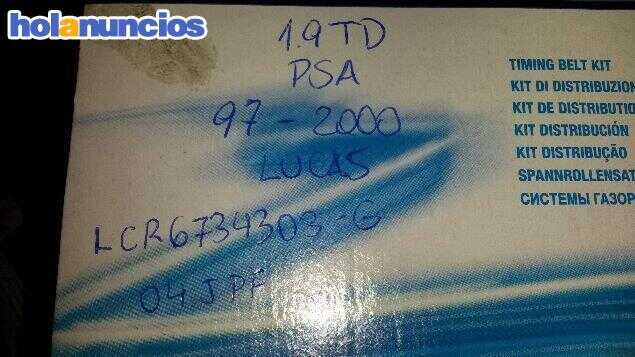 holanuncios
1.9 TD
PSA
97-2000
LUCAS
LCR6734303-G
04JPF
TIMING BELT KIT
KIT DI DISTRIBUZION
KIT DE DISTRIBUTIO
KIT DISTRIBUCIÓN
KIT DISTRIBUÇÃO
SPANNROLLENSAT
СИСТЕМЫ ГАЗОР